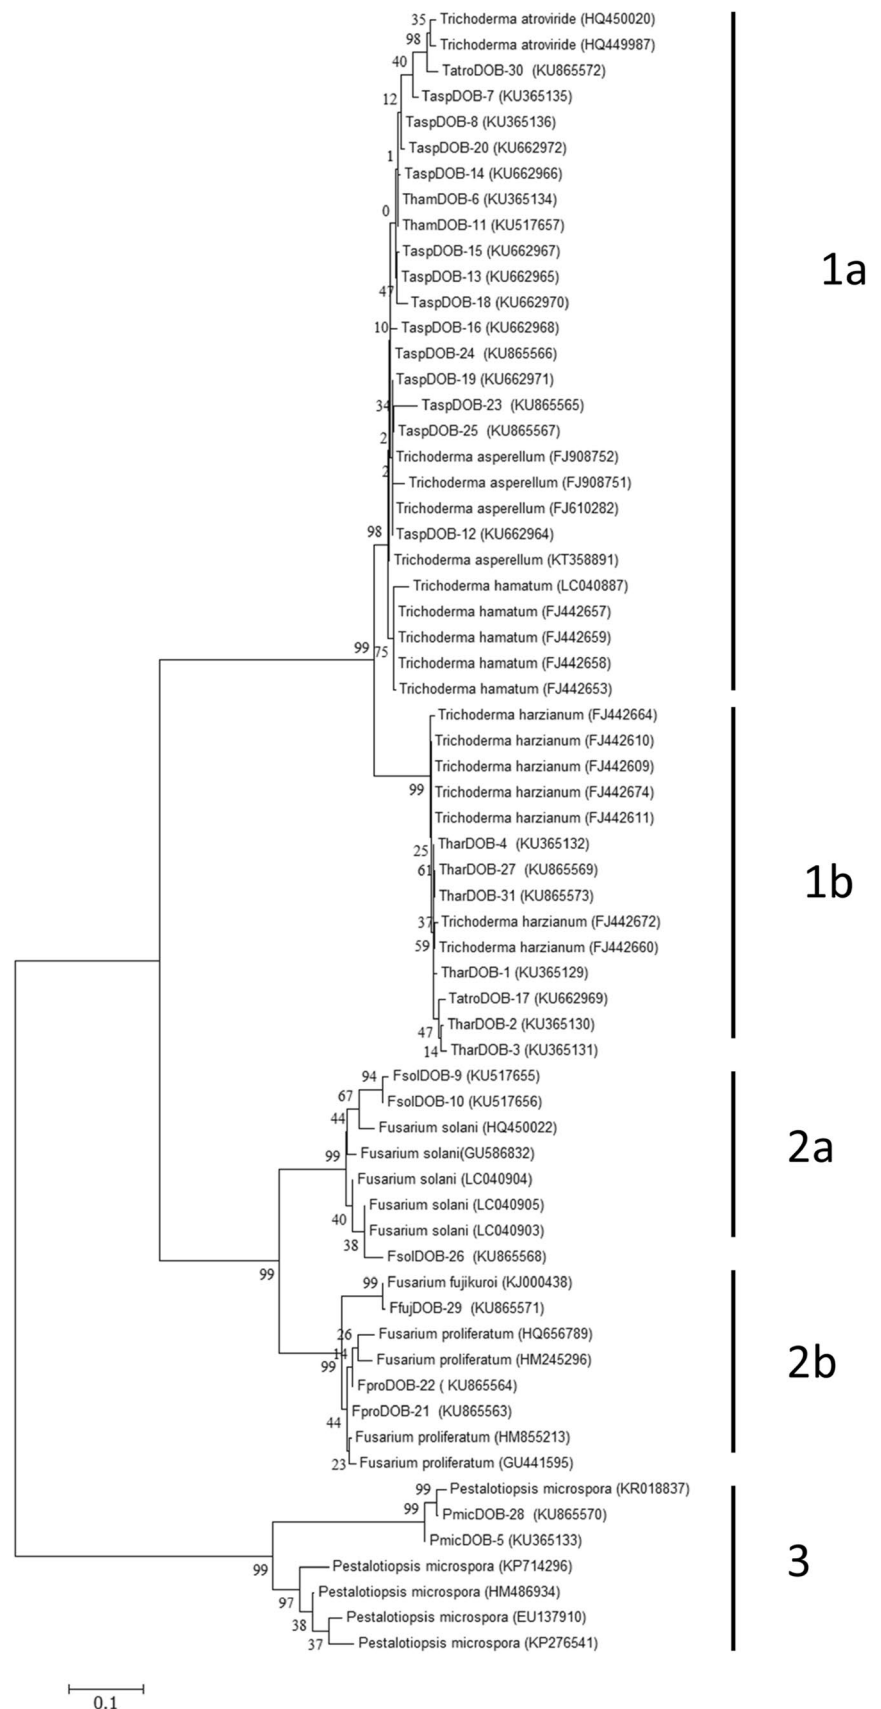 35
Trichoderma atroviride (HQ450020)
98
Trichoderma atroviride (HQ449987)
40
TatroDOB-30 (KU865572)
12
TaspDOB-7 (KU365135)
TaspDOB-8 (KU365136)
TaspDOB-20 (KU662972)
1
TaspDOB-14 (KU662966)
ThamDOB-6 (KU365134)
0
ThamDOB-11 (KU517657)
TaspDOB-15 (KU662967)
1a
TaspDOB-13 (KU662965)
47
TaspDOB-18 (KU662970)
10
TaspDOB-16 (KU662968)
TaspDOB-24 (KU865566)
TaspDOB-19 (KU662971)
34
TaspDOB-23 (KU865565)
TaspDOB-25 (KU865567)
2
Trichoderma asperellum (FJ908752)
2
Trichoderma asperellum (FJ908751)
Trichoderma asperellum (FJ610282)
98
TaspDOB-12 (KU662964)
Trichoderma asperellum (KT358891)
Trichoderma hamatum (LC040887)
Trichoderma hamatum (FJ442657)
Trichoderma hamatum (FJ442659)
99
75
Trichoderma hamatum (FJ442658)
Trichoderma hamatum (FJ442653)
Trichoderma harzianum (FJ442664)
Trichoderma harzianum (FJ442610)
Trichoderma harzianum (FJ442609)
99
Trichoderma harzianum (FJ442674)
Trichoderma harzianum (FJ442611)
TharDOB-4 (KU365132)
25
61
TharDOB-27 (KU865569)
1b
TharDOB-31 (KU865573)
37
Trichoderma harzianum (FJ442672)
59
Trichoderma harzianum (FJ442660)
TharDOB-1 (KU365129)
TatroDOB-17 (KU662969)
47
TharDOB-2 (KU365130)
14
TharDOB-3 (KU365131)
94
FsolDOB-9 (KU517655)
67
FsolDOB-10 (KU517656)
44
Fusarium solani (HQ450022)
2a
99
Fusarium solani(GU586832)
Fusarium solani (LC040904)
Fusarium solani (LC040905)
40
Fusarium solani (LC040903)
38
FsolDOB-26 (KU865568)
99
99
Fusarium fujikuroi (KJ000438)
FfujDOB-29 (KU865571)
26
Fusarium proliferatum (HQ656789)
14
99
Fusarium proliferatum (HM245296)
2b
FproDOB-22 ( KU865564)
FproDOB-21 (KU865563)
44
Fusarium proliferatum (HM855213)
23
Fusarium proliferatum (GU441595)
99
Pestalotiopsis microspora (KR018837)
99
PmicDOB-28 (KU865570)
PmicDOB-5 (KU365133)
99
Pestalotiopsis microspora (KP714296)
3
97
Pestalotiopsis microspora (HM486934)
38
Pestalotiopsis microspora (EU137910)
37
Pestalotiopsis microspora (KP276541)
0.1